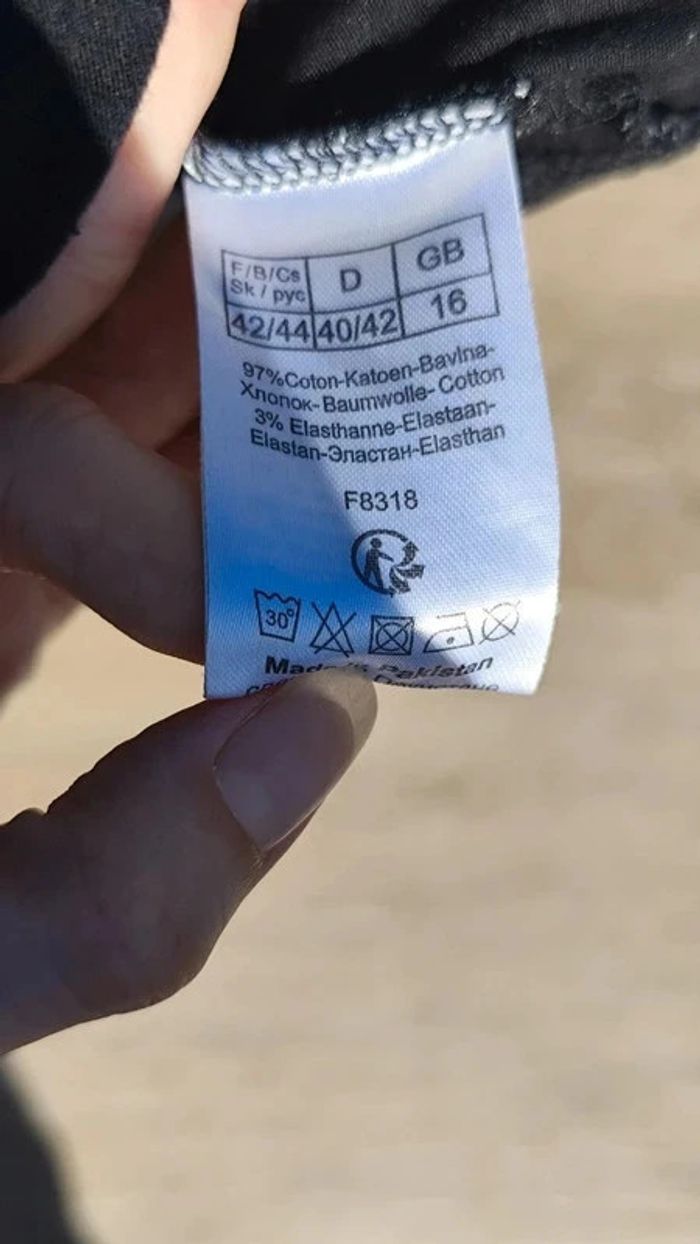 F/B/Cs D GB
Sk / рус
42/44 40/42 16
97%Coton-Katoen-Bavlna-
Хлопок-Baumwolle- Cotton
3% Elasthanne-Elastaan-
Elastan-Эластан-Elasthan
F8318
30°
Pakistan